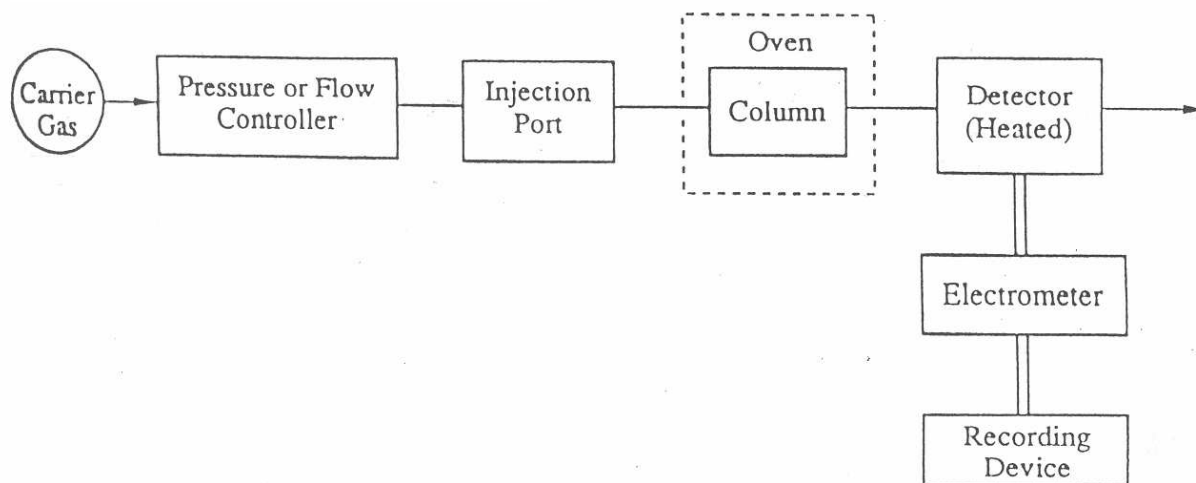 Carrier
Gas
Pressure or Flow
Controller
Injection
Port
Oven
Column
Detector
(Heated)
Electrometer
Recording
Device